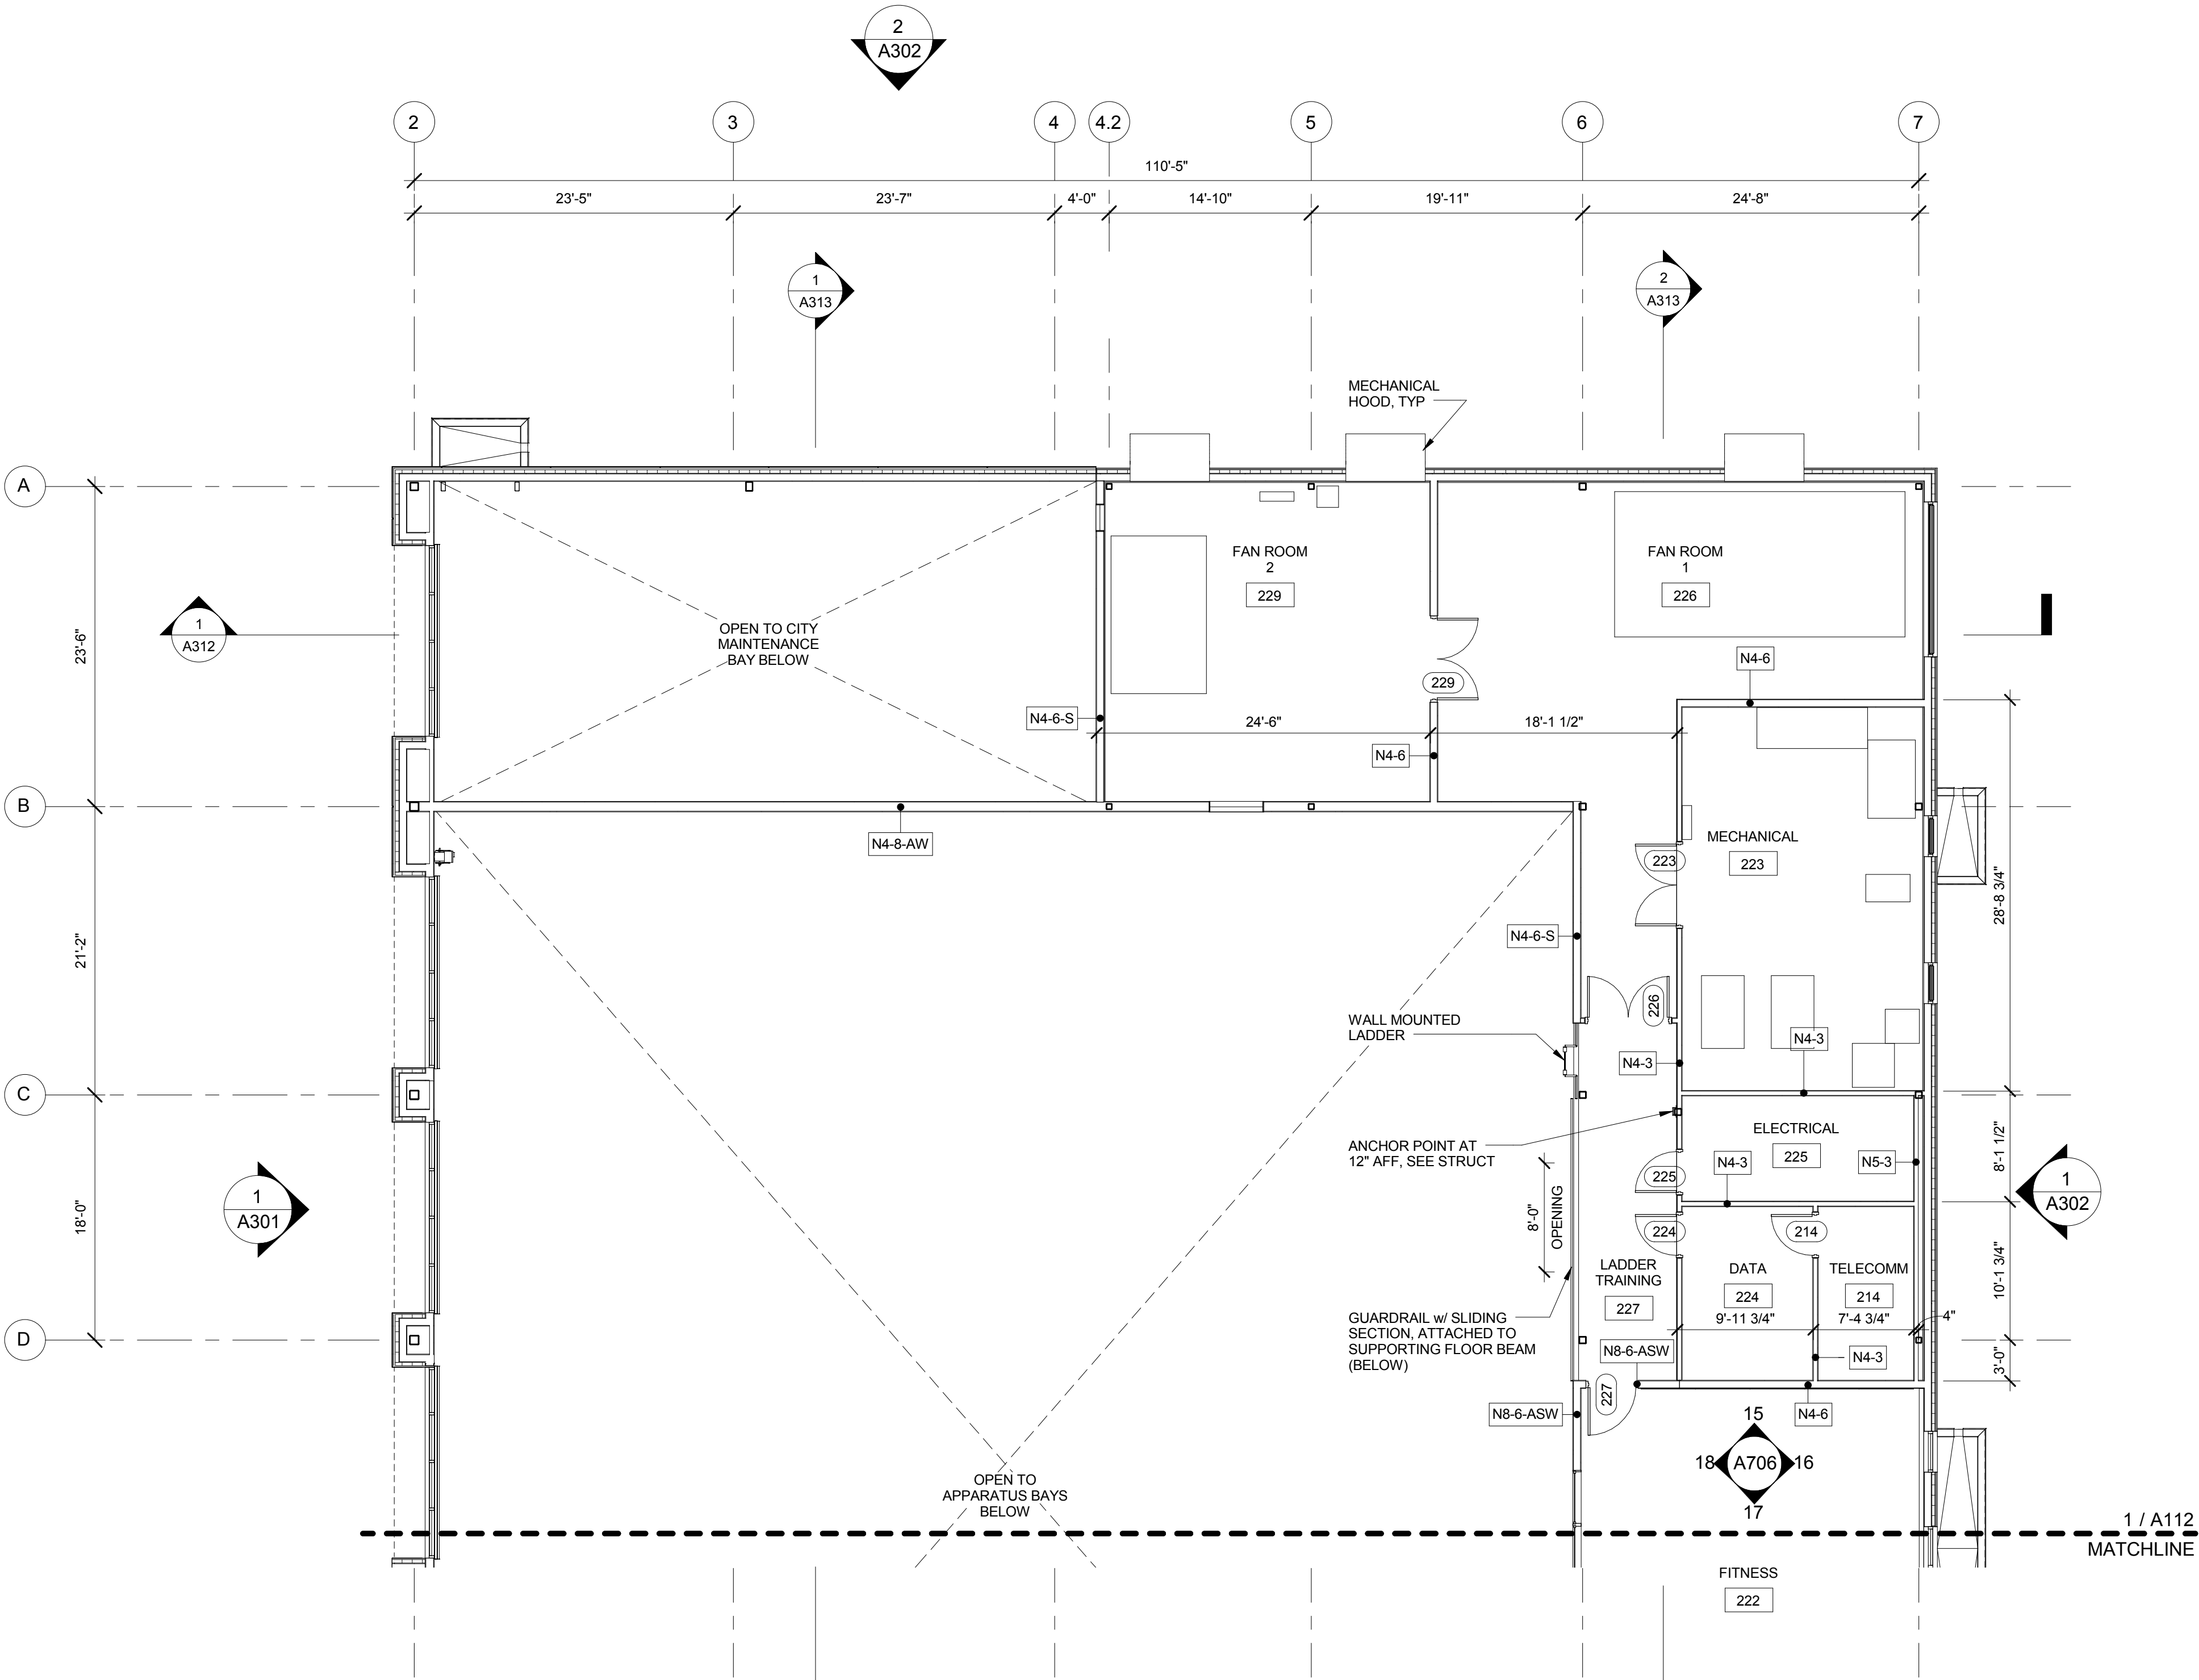 2
A302
2
3
4
4.2
5
6
7
110'-5"
23'-5"
23'-7"
4'-0"
14'-10"
19'-11"
24'-8"
1
A313
2
A313
MECHANICAL
HOOD, TYP
A
FAN ROOM
2
229
FAN ROOM
1
226
23'-6"
1
A312
OPEN TO CITY
MAINTENANCE
BAY BELOW
N4-6
229
N4-6-S
24'-6"
18'-1 1/2"
N4-6
B
N4-8-AW
MECHANICAL
223
223
28'-8 3/4"
21'-2"
N4-6-S
226
WALL MOUNTED
LADDER
N4-3
N4-3
C
ANCHOR POINT AT
12" AFF, SEE STRUCT
ELECTRICAL
225
N4-3
N5-3
225
8'-1 1/2"
1
A302
1
A301
18'-0"
8'-0"
OPENING
224
214
LADDER
TRAINING
227
DATA
224
9'-11 3/4"
TELECOMM
214
7'-4 3/4"
4"
10'-1 3/4"
GUARDRAIL w/ SLIDING
SECTION, ATTACHED TO
SUPPORTING FLOOR BEAM
(BELOW)
D
N8-6-ASW
N4-3
3'-0"
227
N8-6-ASW
N4-6
15
18
A706
16
17
OPEN TO
APPARATUS BAYS
BELOW
1 / A112
MATCHLINE
FITNESS
222